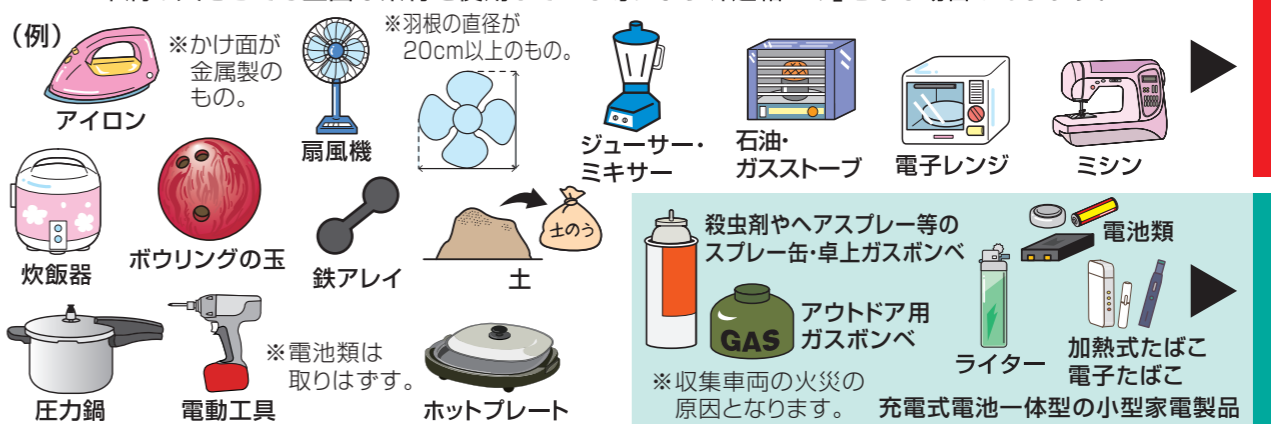 (例)
※かけ面が
金属製の
もの。
アイロン
扇風機
※羽根の直径が
20cm以上のもの。
ジューサー・
ミキサー
石油・
ガスストーブ
電子レンジ
ミシン
炊飯器
ボウリングの玉
鉄アレイ
土
土のう
圧力鍋
電動工具
※電池類は
取りはずす。
ホットプレート
殺虫剤やヘアスプレー等の
スプレー缶・卓上ガスボンベ
GAS
アウトドア用
ガスボンベ
※収集車両の火災の
原因となります。
ライター
電池類
加熱式たばこ
電子たばこ
充電式電池一体型の小型家電製品